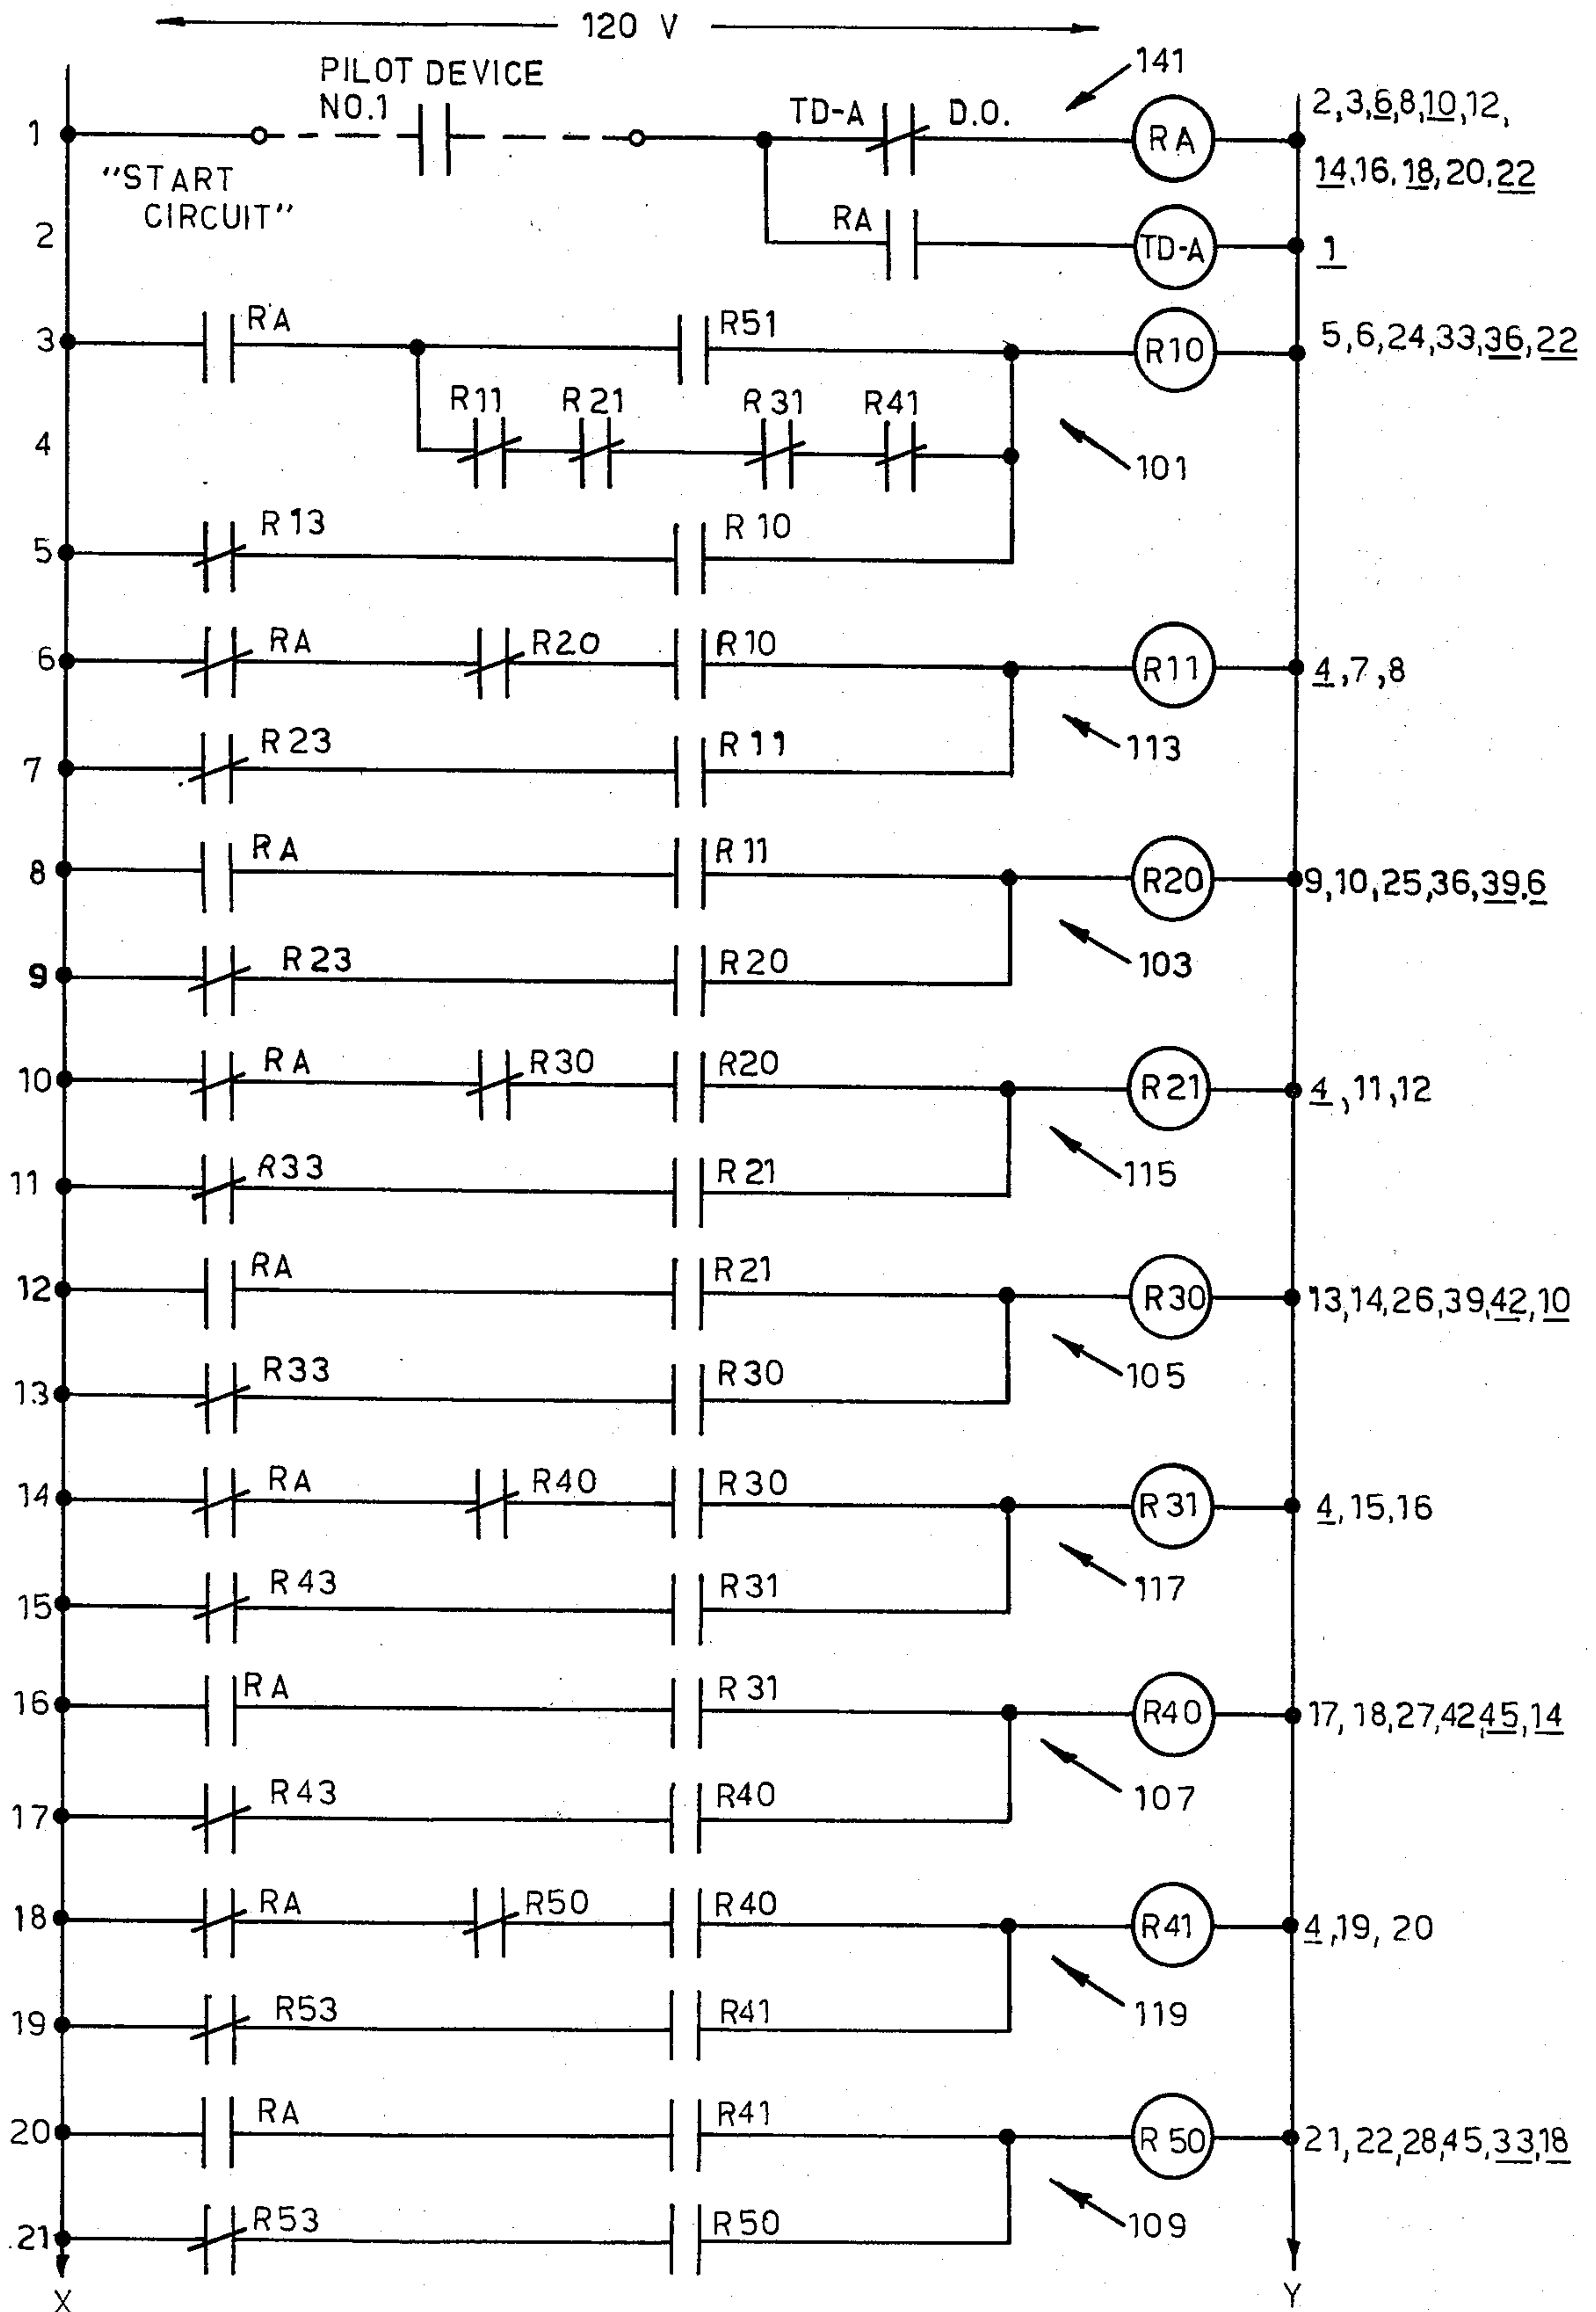 120 V
PILOT DEVICE
NO.1
141
TD-A
D.O.
RA
2,3,6,8,10,12,
14,16,18,20,22
1
"START
CIRCUIT"
2
RA
TD-A
1
3
RA
R51
R10
5,6,24,33,36,22
4
R11
R21
R31
R41
101
5
R13
R10
6
RA
R20
R10
R11
4,7,8
113
7
R23
R11
8
RA
R11
R20
9,10,25,36,39,6
103
9
R23
R20
10
RA
R30
R20
R21
4,11,12
115
11
R33
R21
12
RA
R21
R30
13,14,26,39,42,10
105
13
R33
R30
14
RA
R40
R30
R31
4,15,16
117
15
R43
R31
16
RA
R31
R40
17,18,27,42,45,14
107
17
R43
R40
18
RA
R50
R40
R41
4,19,20
119
19
R53
R41
20
RA
R41
R50
21,22,28,45,33,18
109
21
R53
R50
X
Y